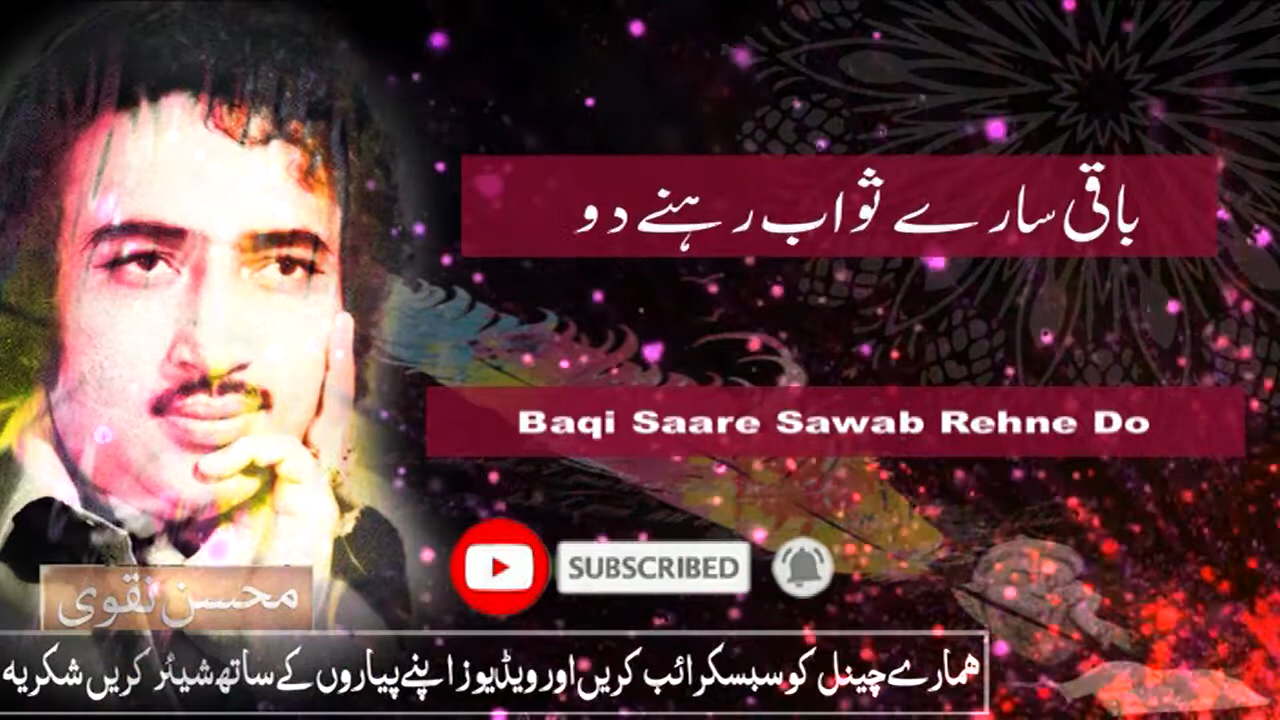 باقی سارے ثواب رہنے دو
Baqi Saare Sawab Rehne Do
SUBSCRIBED
محسن نقوی
ہمارے چینل کو سبسکرائب کریں اور ویڈیوز اپنے پیاروں کے ساتھ شیئر کریں شکریہ